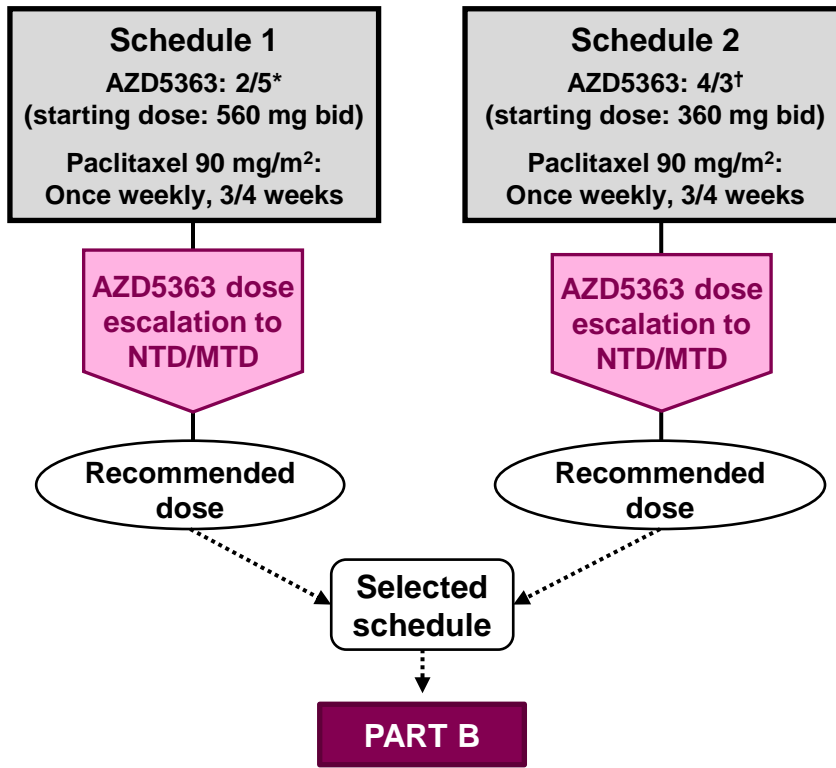 Schedule 1
AZD5363: 2/5*
(starting dose: 560 mg bid)
Paclitaxel 90 mg/m²:
Once weekly, 3/4 weeks
Schedule 2
AZD5363: 4/3†
(starting dose: 360 mg bid)
Paclitaxel 90 mg/m²:
Once weekly, 3/4 weeks
AZD5363 dose
escalation to
NTD/MTD
AZD5363 dose
escalation to
NTD/MTD
Recommended
dose
Recommended
dose
Selected
schedule
PART B